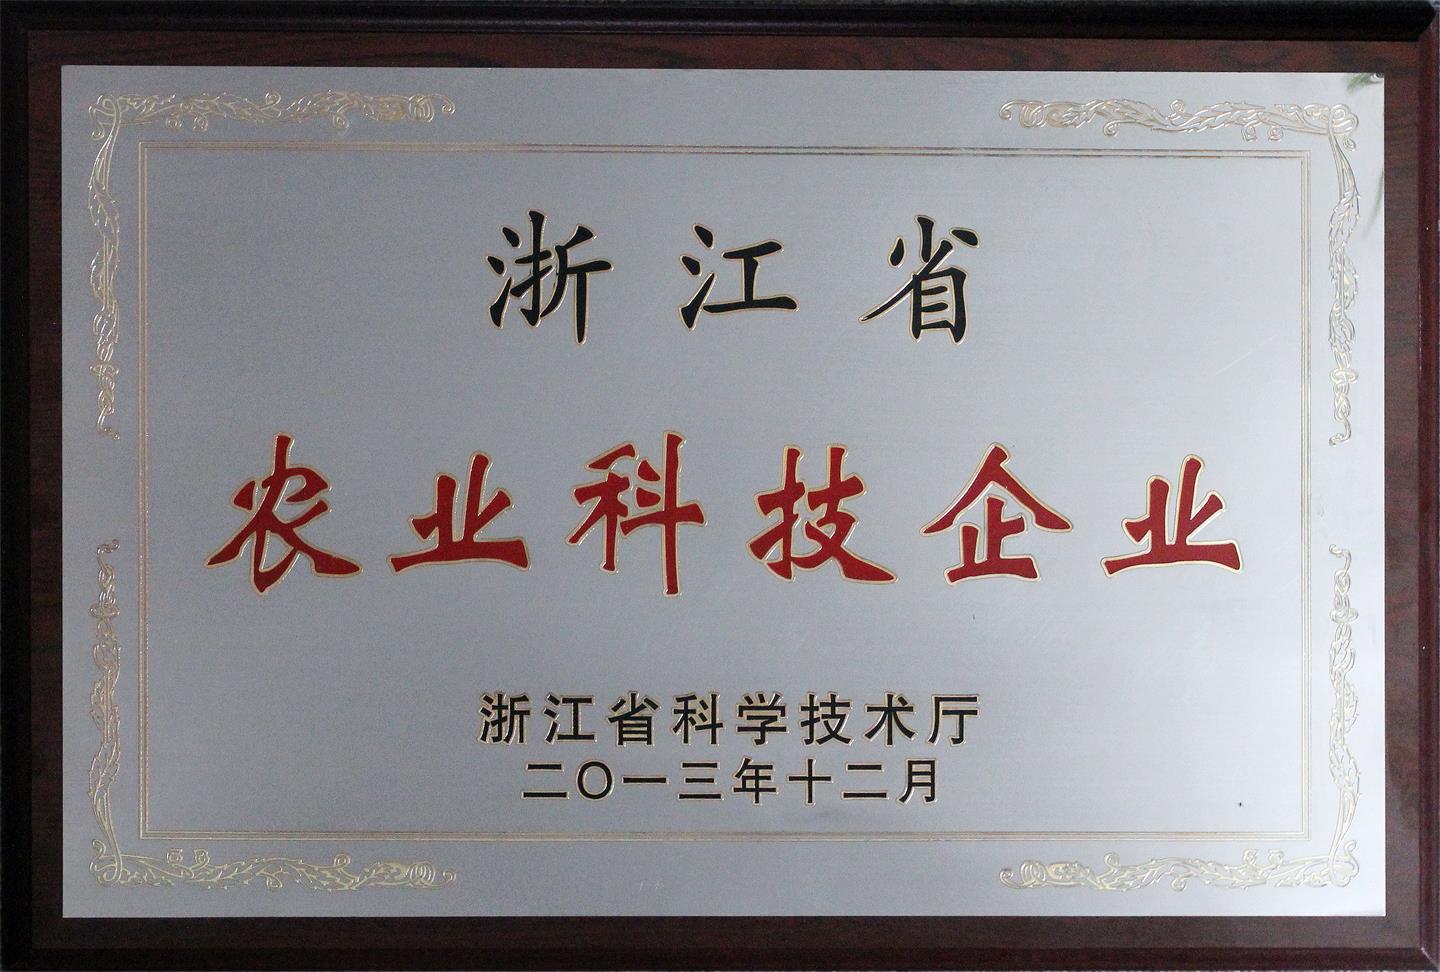 浙江省
农业科技企业
浙江省科学技术厅
二〇一三年十二月